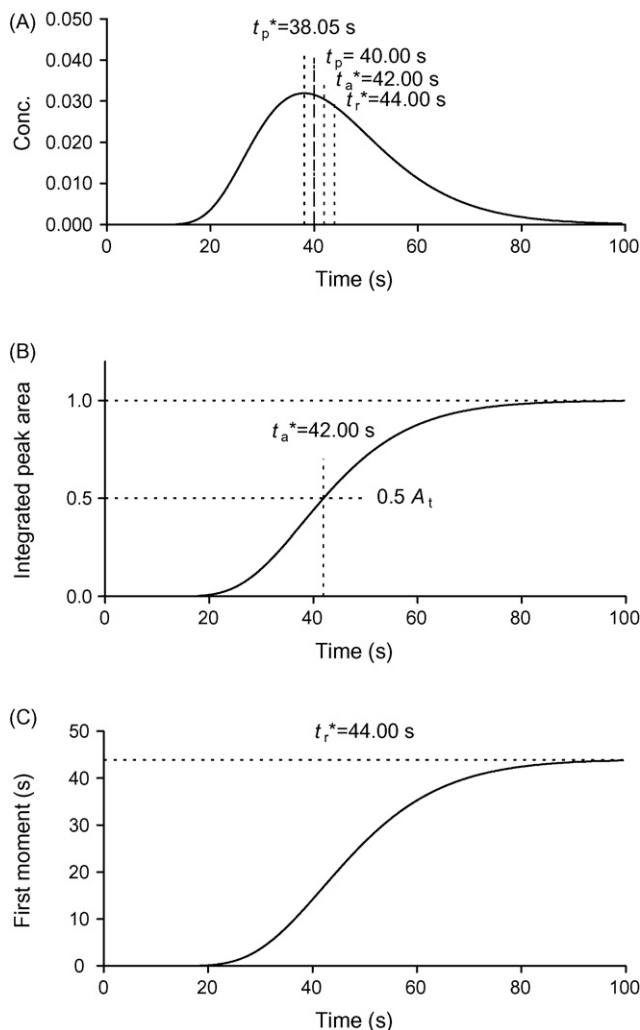 (A)
0.050
0.040
0.030
0.020
0.010
0.000
Conc.
tp*=38.05 s
tp= 40.00 s
ta*=42.00 s
tr*=44.00 s
0 20 40 60 80 100
Time (s)
(B)
1.0
0.5
0.0
Integrated peak area
ta*=42.00 s
0.5 At
0 20 40 60 80 100
Time (s)
(C)
50
40
30
20
10
0
First moment (s)
tr*=44.00 s
0 20 40 60 80 100
Time (s)